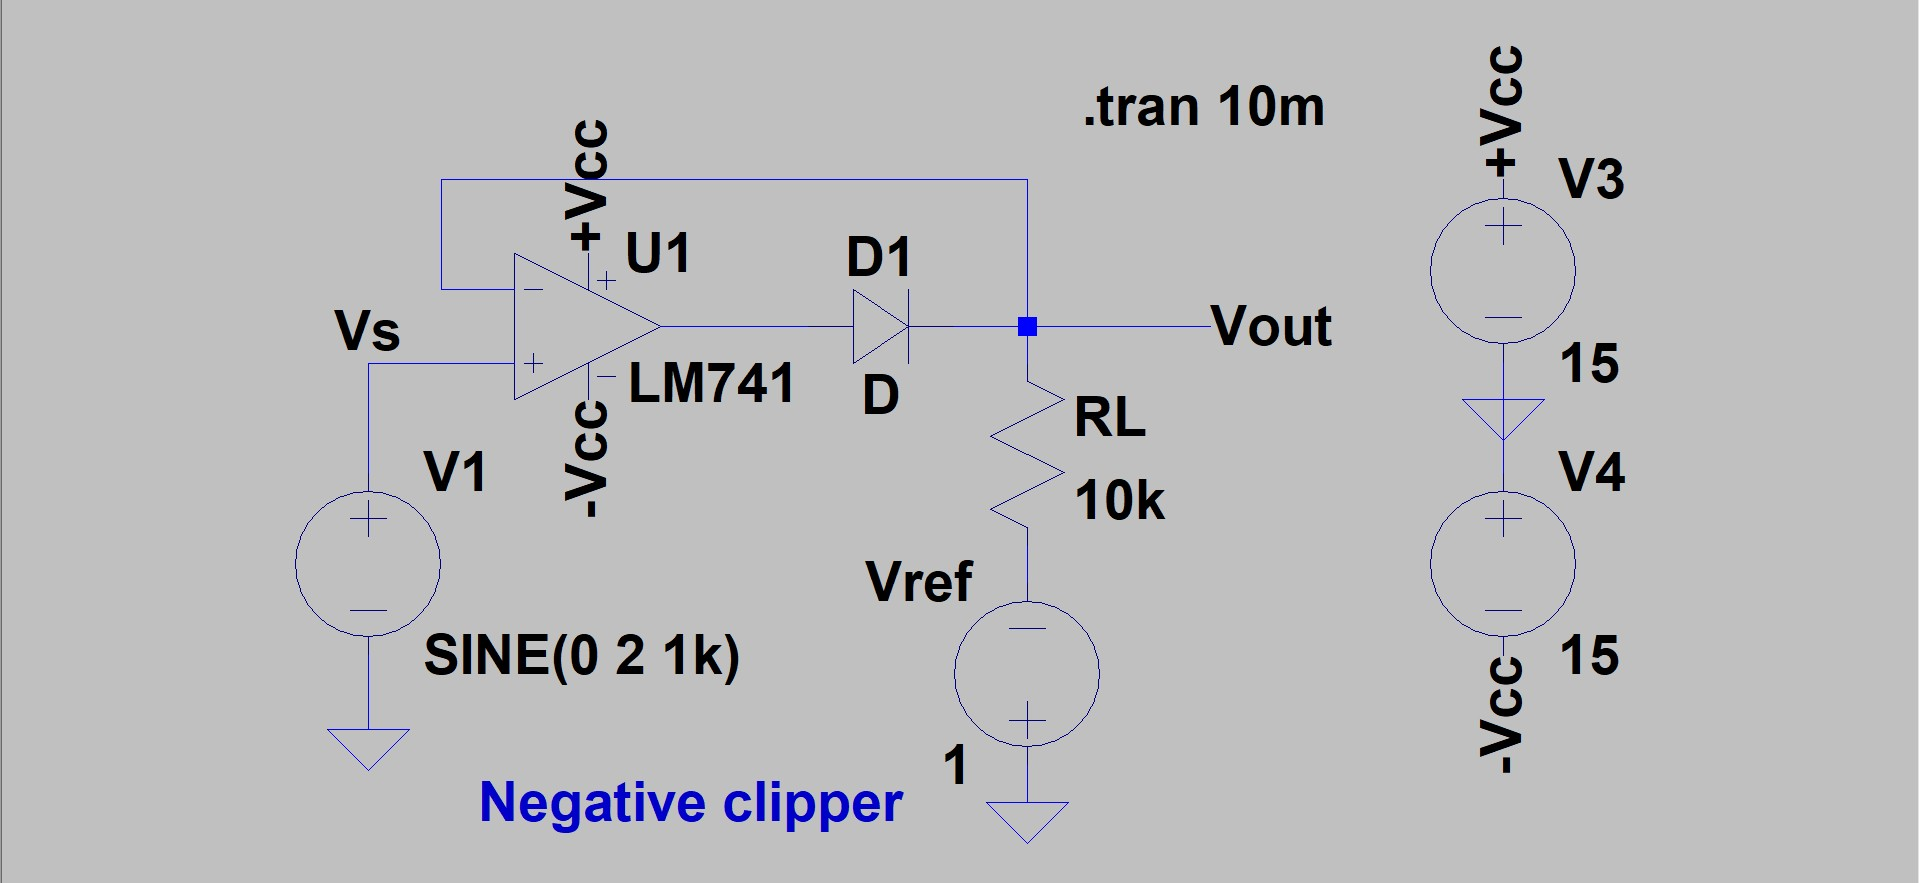 .tran 10m
+Vcc
+Vcc
V3
U1
D1
Vs
Vout
LM741
D
15
RL
-Vcc
V1
V4
10k
Vref
SINE(0 2 1k)
15
-Vcc
1
Negative clipper